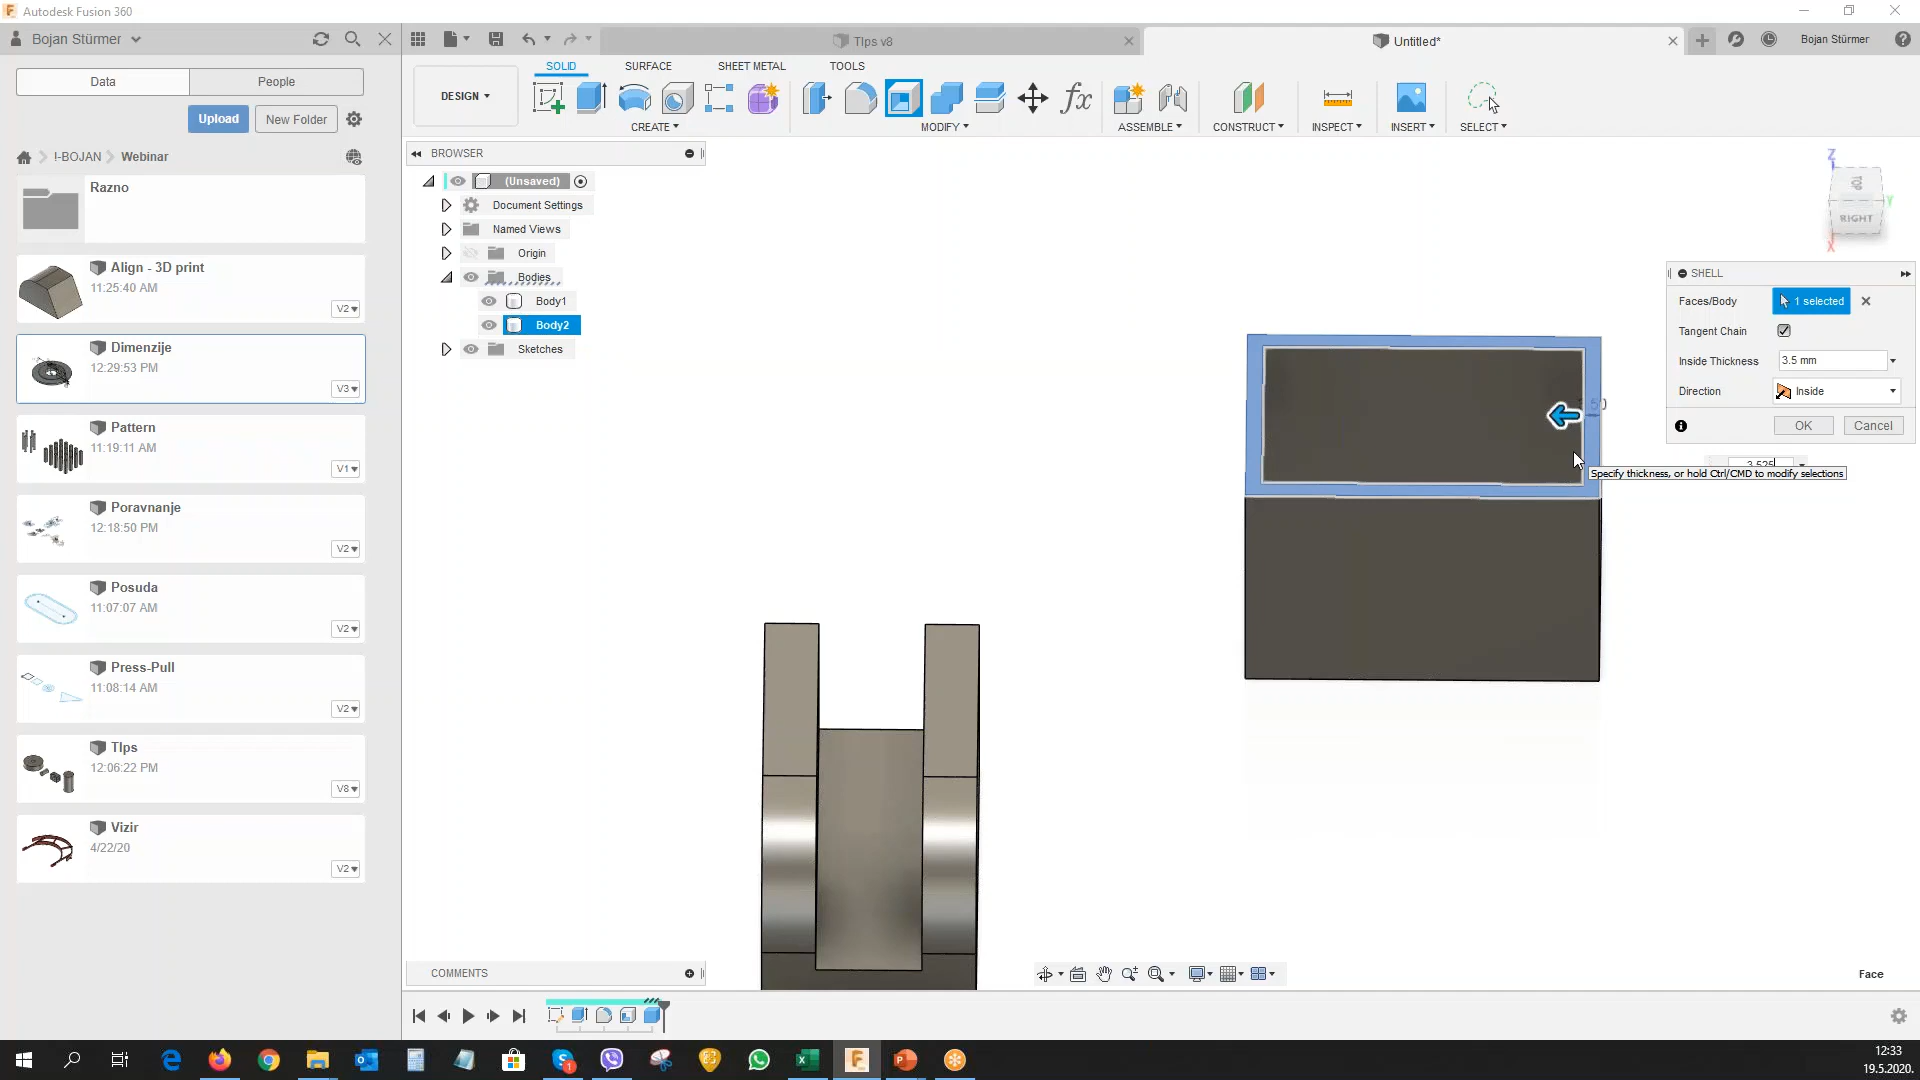 Autodesk Fusion 360
Bojan Stürmer
Data
People
Upload
New Folder
!-BOJAN
Webinar
Razno
Align - 3D print
11:25:40 AM
V2
Dimenzije
12:29:53 PM
V3
Pattern
11:19:11 AM
V1
Poravnanje
12:18:50 PM
V2
Posuda
11:07:07 AM
V2
Press-Pull
11:08:14 AM
V2
TIps
12:06:22 PM
V8
Vizir
4/22/20
V2
TIps v8
Untitled*
Bojan Stürmer
DESIGN
SOLID
SURFACE
SHEET METAL
TOOLS
CREATE
MODIFY
ASSEMBLE
CONSTRUCT
INSPECT
INSERT
SELECT
BROWSER
(Unsaved)
Document Settings
Named Views
Origin
Bodies
Body1
Body2
Sketches
Z
TOP
Y
RIGHT
X
SHELL
Faces/Body
1 selected
Tangent Chain
Inside Thickness
3.5 mm
Direction
Inside
OK
Cancel
3.525
Specify thickness, or hold Ctrl/CMD to modify selections
COMMENTS
Face
12:33
19.5.2020.